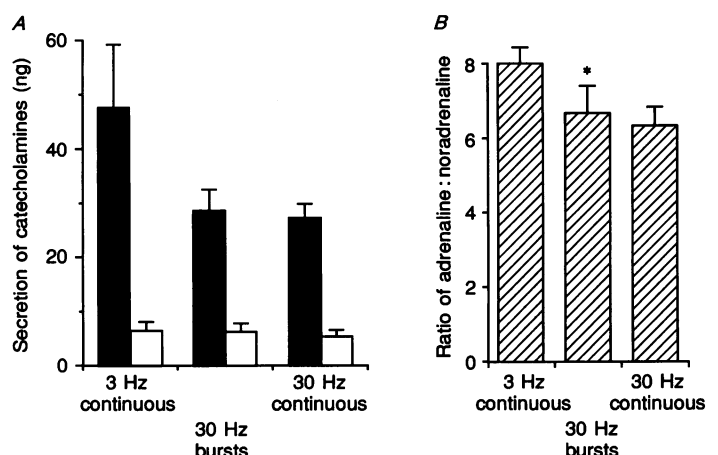 A
Secretion of catecholamines (ng)
60
40
20
0
3 Hz
continuous
30 Hz
bursts
30 Hz
continuous
B
Ratio of adrenaline : noradrenaline
8
6
4
2
0
*
3 Hz
continuous
30 Hz
bursts
30 Hz
continuous